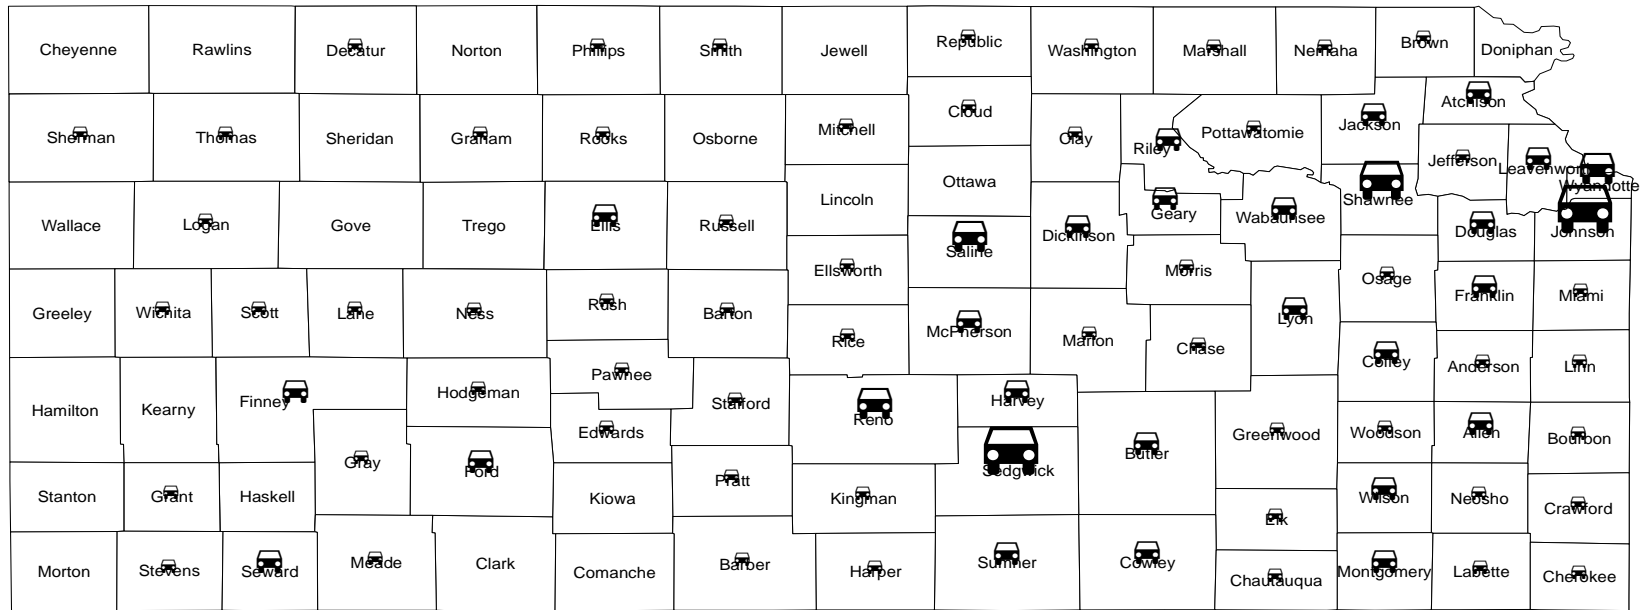 Cheyenne
Rawlins
Decatur
Norton
Phillips
Smith
Jewell
Republic
Washington
Marshall
Nemaha
Brown
Doniphan
Sherman
Thomas
Sheridan
Graham
Rooks
Osborne
Mitchell
Cloud
Clay
Riley
Pottawatomie
Jackson
Atchison
Jefferson
Leavenworth
Wyandotte
Wallace
Logan
Gove
Trego
Ellis
Russell
Lincoln
Ottawa
Saline
Dickinson
Geary
Wabaunsee
Shawnee
Douglas
Johnson
Greeley
Wichita
Scott
Lane
Ness
Rush
Barton
Ellsworth
Rice
McPherson
Marion
Morris
Chase
Lyon
Osage
Franklin
Miami
Coffey
Anderson
Linn
Hamilton
Kearny
Finney
Hodgeman
Pawnee
Stafford
Reno
Harvey
Sedgwick
Butler
Greenwood
Woodson
Allen
Bourbon
Gray
Ford
Edwards
Stanton
Grant
Haskell
Kiowa
Pratt
Kingman
Elk
Wilson
Neosho
Crawford
Morton
Stevens
Seward
Meade
Clark
Comanche
Barber
Harper
Sumner
Cowley
Chautauqua
Montgomery
Labette
Cherokee